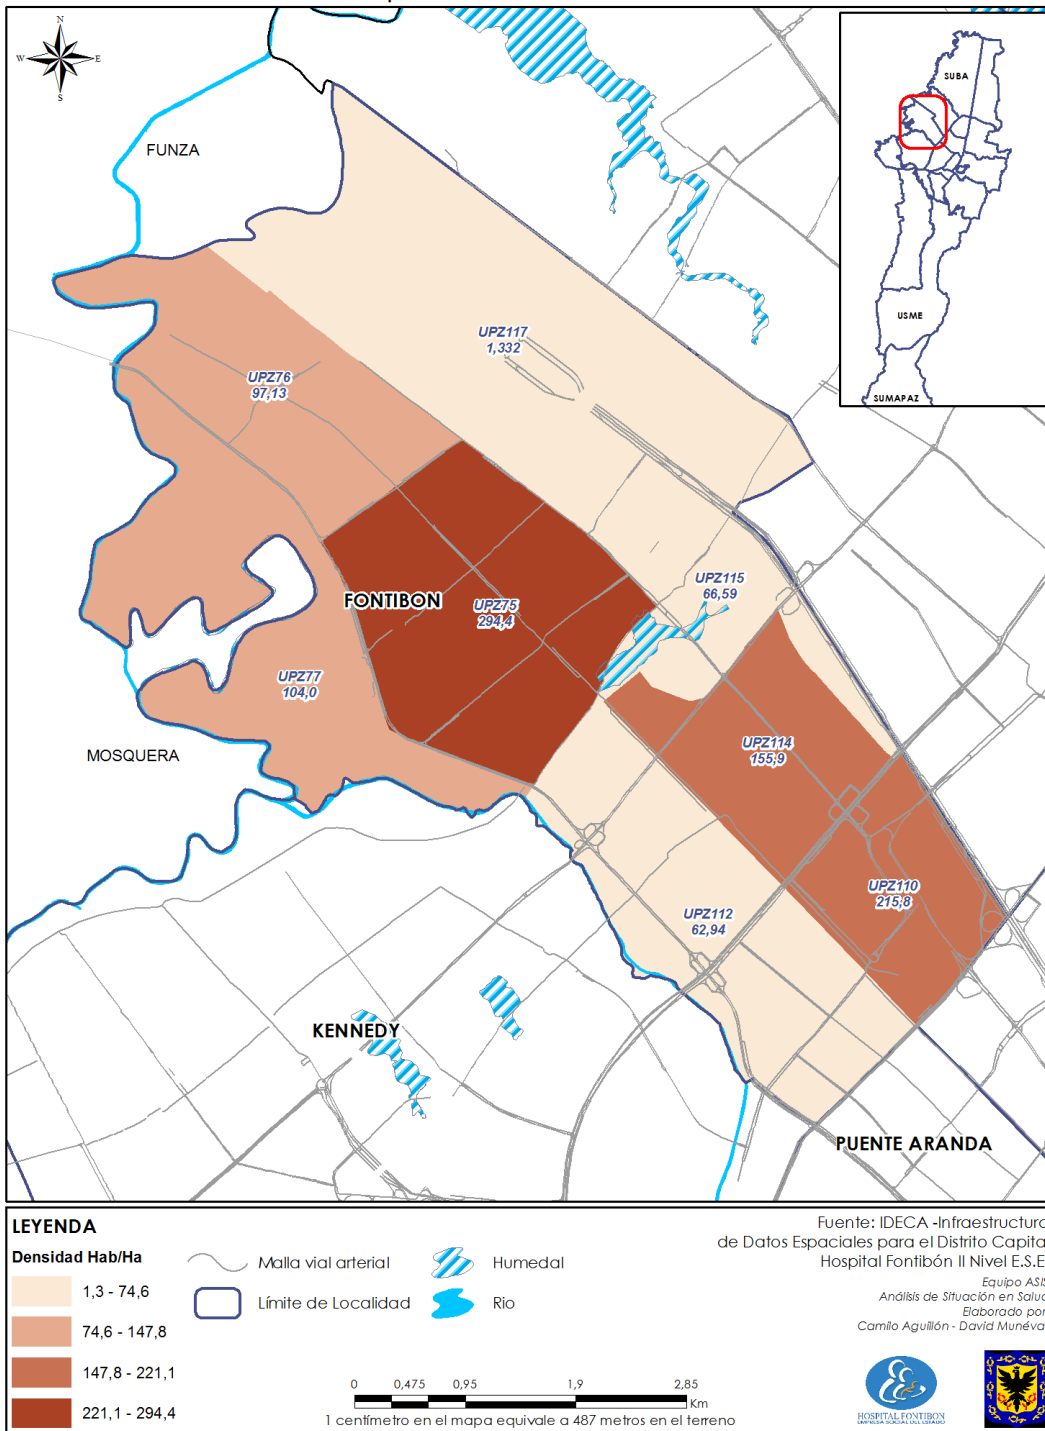 N
W
E
S
SUBA
USME
SUMAPAZ
FUNZA
UPZ117
1,332
UPZ76
97,13
UPZ115
66,59
FONTIBON
UPZ75
294,4
UPZ77
104,0
MOSQUERA
UPZ114
155,9
UPZ110
215,8
UPZ112
62,94
KENNEDY
PUENTE ARANDA
LEYENDA
Densidad Hab/Ha
1,3 - 74,6
74,6 - 147,8
147,8 - 221,1
221,1 - 294,4
Malla vial arterial
Límite de Localidad
Humedal
Rio
0 0,475 0,95 1,9 2,85
Km
1 centímetro en el mapa equivale a 487 metros en el terreno
Fuente: IDECA -Infraestructura
de Datos Espaciales para el Distrito Capital
Hospital Fontibón II Nivel E.S.E
Equipo ASIS
Análisis de Situación en Salud
Elaborado por:
Camilo Aguillón - David Munévar
HOSPITAL FONTIBON
EMPRESA SOCIAL DEL ESTADO